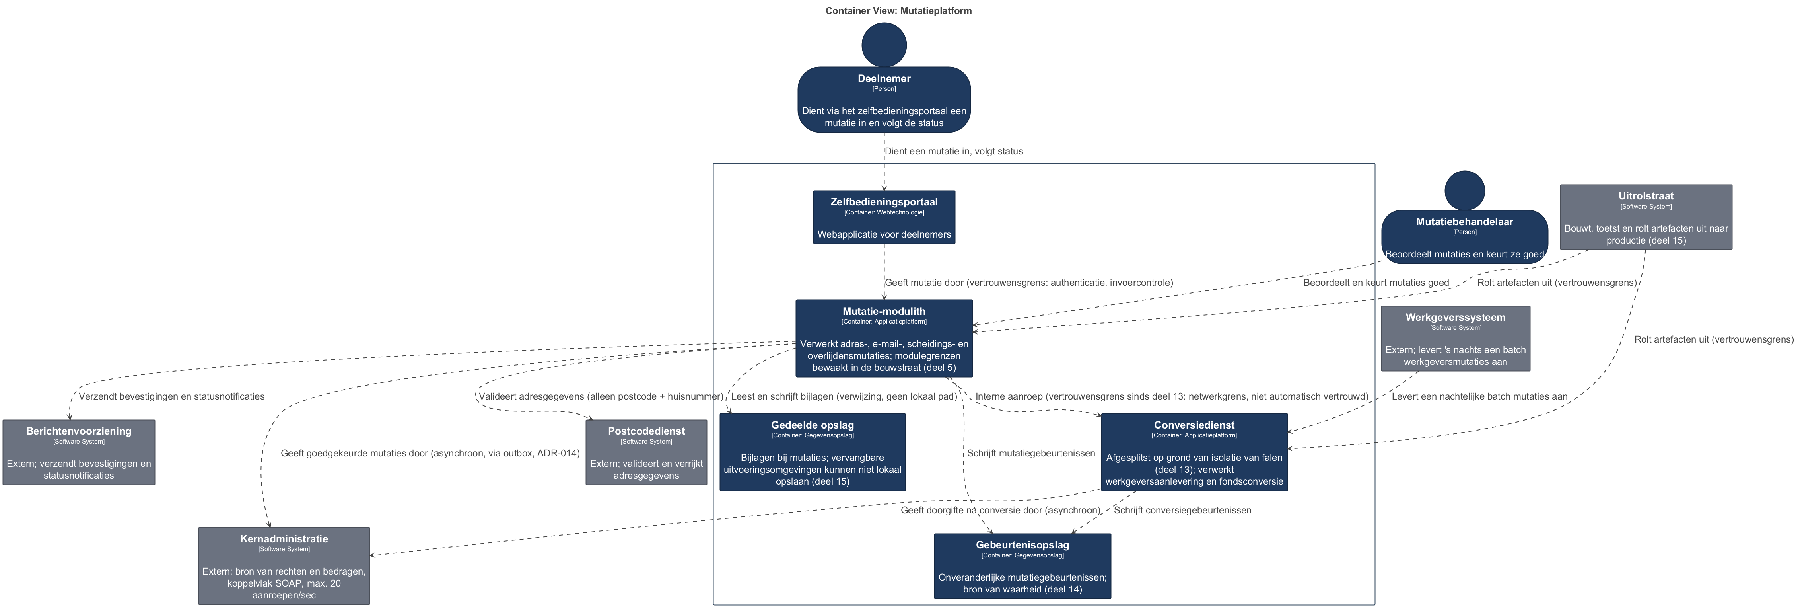 Container View: Mutatieplatform
Deelnemer
[Person]
Dient via het zelfbedieningsportaal een
mutatie in en volgt de status
Dient een mutatie in, volgt status
Zelfbedieningsportaal
[Container: Webtechnologie]
Webapplicatie voor deelnemers
Mutatiebehandelaar
[Person]
Beoordeelt mutaties en keurt ze goed
Uitrolstraat
[Software System]
Bouwt, toetst en rolt artefacten uit naar
productie (deel 15)
Geeft mutatie door (vertrouwensgrens: authenticatie, invoercontrole)
Beoordeelt en keurt mutaties goed
Rolt artefacten uit (vertrouwensgrens)
Mutatie-modulith
[Container: Applicatieplatform]
Verwerkt adres-, e-mail-, scheidings- en
overlijdensmutaties; modulegrenzen
bewaakt in de bouwstraat (deel 5)
Werkgeverssysteem
[Software System]
Extern; levert 's nachts een batch
werkgeversmutaties aan
Rolt artefacten uit (vertrouwensgrens)
Verzendt bevestigingen en statusnotificaties
Valideert adresgegevens (alleen postcode + huisnummer)
Leest en schrijft bijlagen (verwijzing, geen lokaal pad)
Interne aanroep (vertrouwensgrens sinds deel 13: netwerkgrens, niet automatisch vertrouwd)
Levert een nachtelijke batch mutaties aan
Berichtenvoorziening
[Software System]
Extern; verzendt bevestigingen en
statusnotificaties
Geeft goedgekeurde mutaties door (asynchroon, via outbox, ADR-014)
Postcodedienst
[Software System]
Extern; valideert en verrijkt
adresgegevens
Gedeelde opslag
[Container: Gegevensopslag]
Bijlagen bij mutaties; vervangbare
uitvoeringsomgevingen kunnen niet lokaal
opslaan (deel 15)
Schrijft mutatiegebeurtenissen
Conversiedienst
[Container: Applicatieplatform]
Afgesplitst op grond van isolatie van falen
(deel 13); verwerkt
werkgeversaanlevering en fondsconversie
Geeft doorgifte na conversie door (asynchroon)
Schrijft conversiegebeurtenissen
Kernadministratie
[Software System]
Extern; bron van rechten en bedragen,
koppelvlak SOAP, max. 20
aanroepen/sec
Gebeurtenisopslag
[Container: Gegevensopslag]
Onveranderlijke mutatiegebeurtenissen;
bron van waarheid (deel 14)